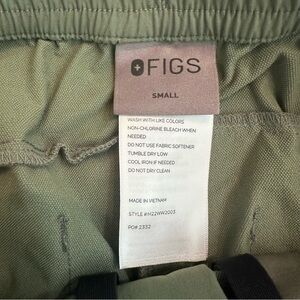 FIGS
SMALL
WASH WITH LIKE COLORS
NON-CHLORINE BLEACH WHEN
NEEDED
DO NOT USE FABRIC SOFTENER
TUMBLE DRY LOW
COOL IRON IF NEEDED
DO NOT DRY CLEAN
MADE IN VIETNAM
STYLE #H22WW2003
PO# 2332